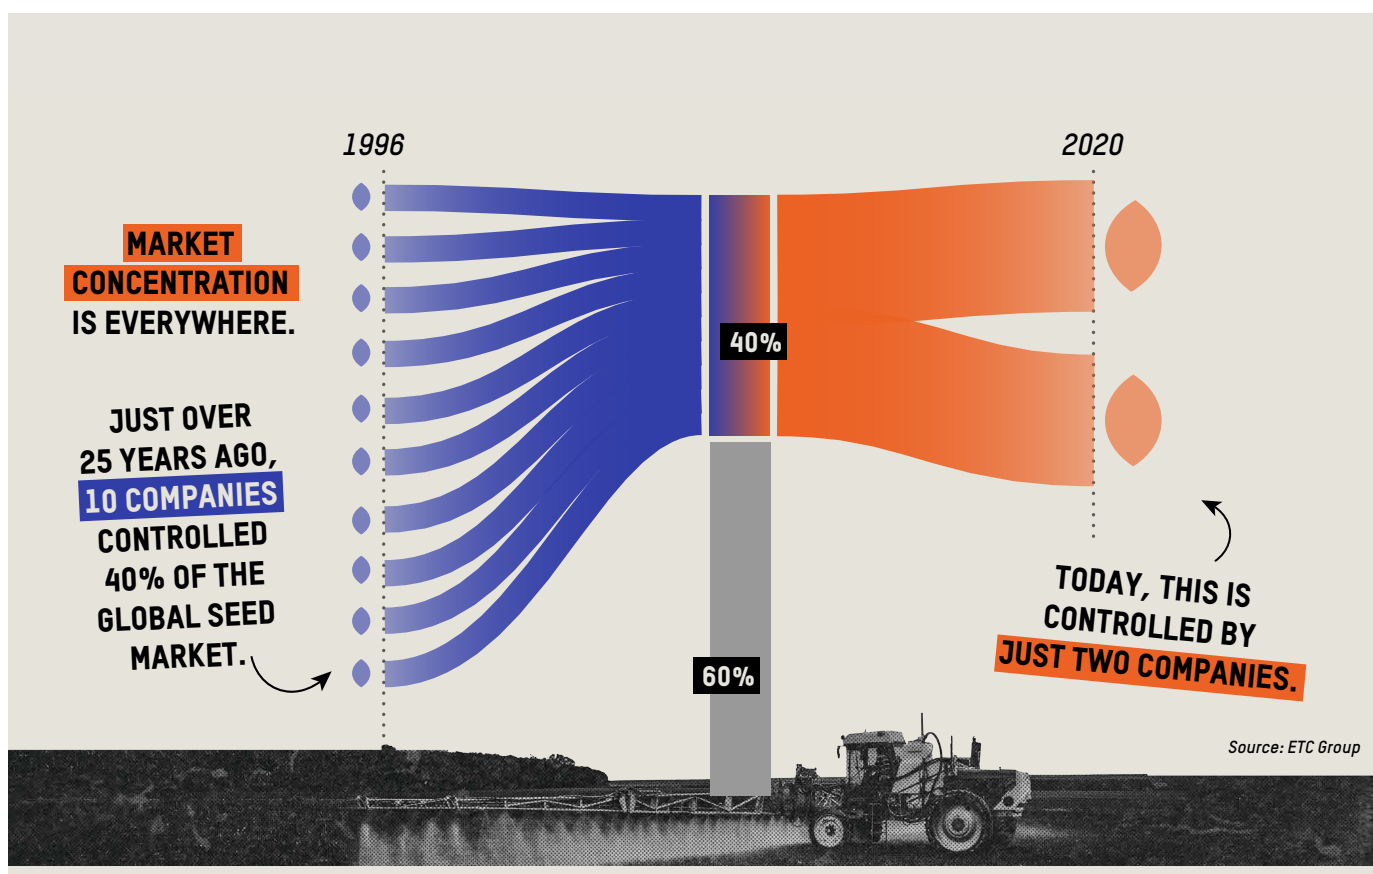 1996
2020
MARKET
CONCENTRATION
IS EVERYWHERE.
40%
JUST OVER
25 YEARS AGO,
10 COMPANIES
CONTROLLED
40% OF THE
GLOBAL SEED
MARKET.
60%
TODAY, THIS IS
CONTROLLED BY
JUST TWO COMPANIES.
Source: ETC Group